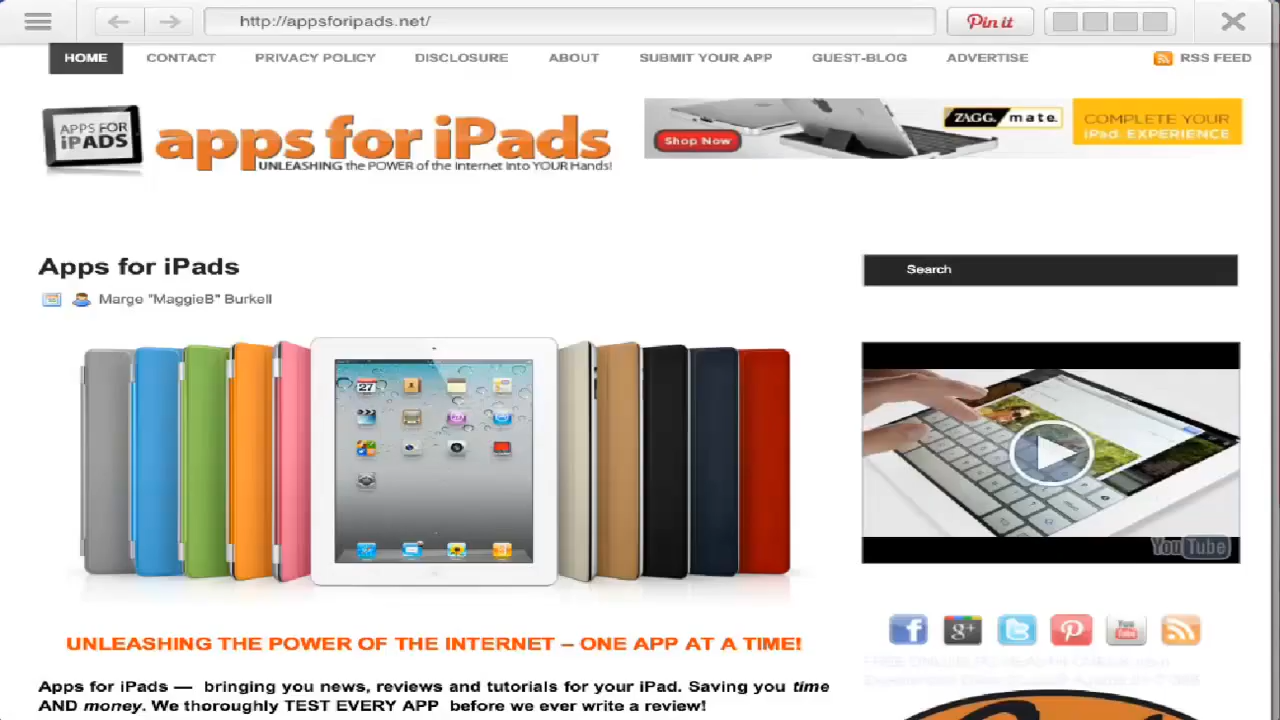 http://appsforipads.net/
Pin it
HOME CONTACT PRIVACY POLICY DISCLOSURE ABOUT SUBMIT YOUR APP GUEST-BLOG ADVERTISE RSS FEED
APPS FOR
iPADS
apps for iPads
UNLEASHING the POWER of the Internet Into YOUR Hands!
Shop Now
ZAGG mate.
COMPLETE YOUR
iPad EXPERIENCE
Apps for iPads
Search
Marge "MaggieB" Burkell
27
YouTube
UNLEASHING THE POWER OF THE INTERNET – ONE APP AT A TIME!
Apps for iPads — bringing you news, reviews and tutorials for your iPad. Saving you time
AND money. We thoroughly TEST EVERY APP before we ever write a review!